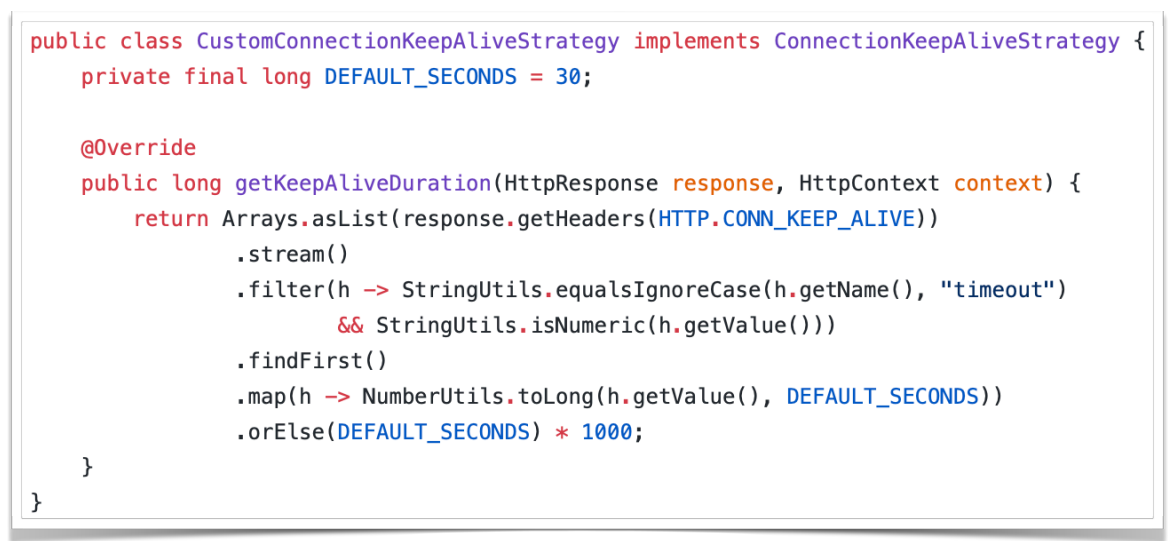 public class CustomConnectionKeepAliveStrategy implements ConnectionKeepAliveStrategy {
    private final long DEFAULT_SECONDS = 30;

    @Override
    public long getKeepAliveDuration(HttpResponse response, HttpContext context) {
        return Arrays.asList(response.getHeaders(HTTP.CONN_KEEP_ALIVE))
                .stream()
                .filter(h -> StringUtils.equalsIgnoreCase(h.getName(), "timeout")
                        && StringUtils.isNumeric(h.getValue()))
                .findFirst()
                .map(h -> NumberUtils.toLong(h.getValue(), DEFAULT_SECONDS))
                .orElse(DEFAULT_SECONDS) * 1000;
    }
}